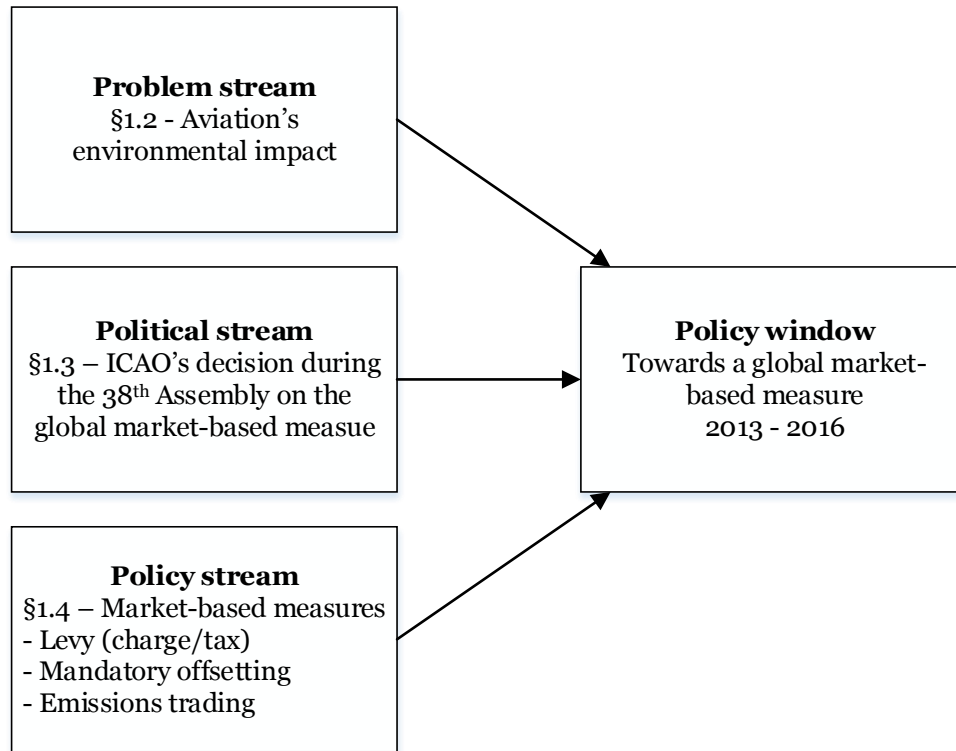 Problem stream
§1.2 - Aviation's
environmental impact
Political stream
§1.3 – ICAO's decision during
the 38th Assembly on the
global market-based measue
Policy stream
§1.4 – Market-based measures
- Levy (charge/tax)
- Mandatory offsetting
- Emissions trading
Policy window
Towards a global market-
based measure
2013 - 2016